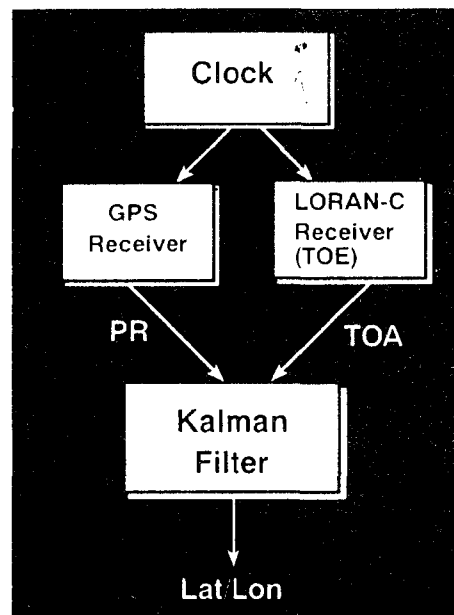 Clock
GPS
Receiver
LORAN-C
Receiver
(TOE)
PR
TOA
Kalman
Filter
Lat/Lon